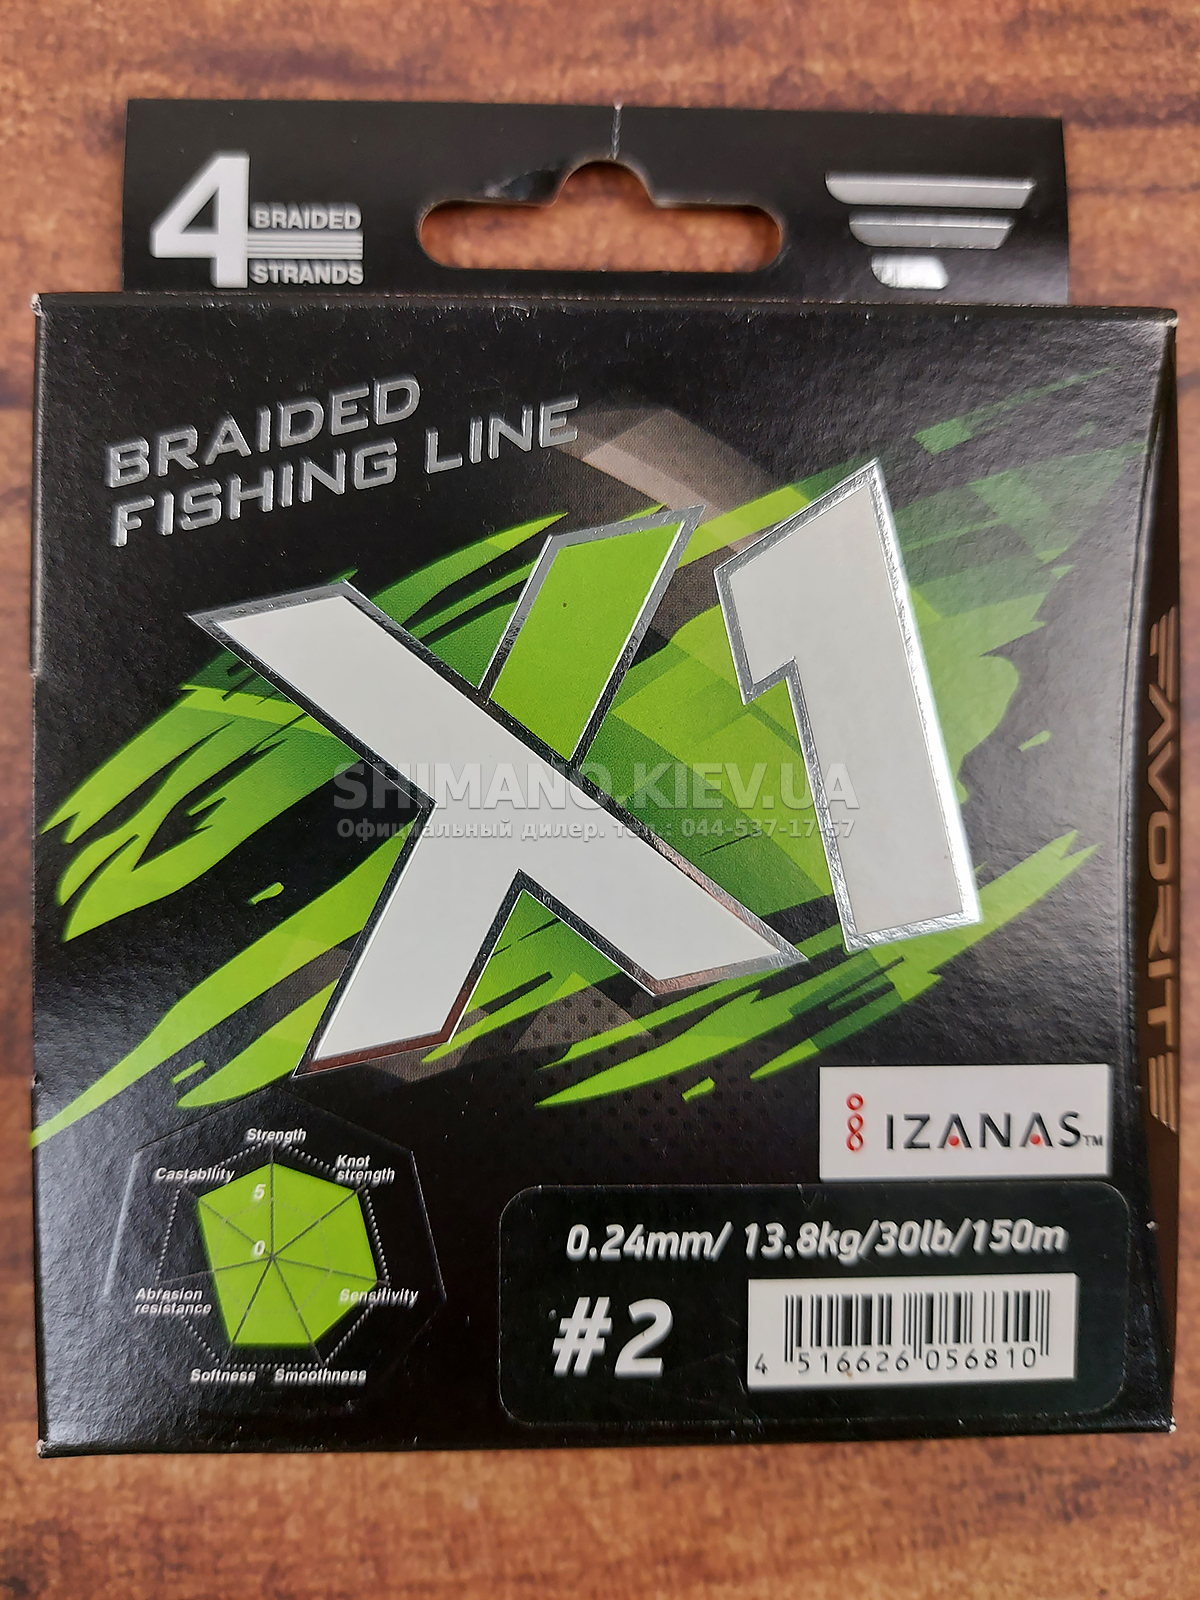 4 BRAIDED
STRANDS
BRAIDED
FISHING LINE
X1
SHIMANO.KIEV.UA
Официальный дилер. тел.: 044-537-17-57
FAVORITE
IZANAS™
Strength
Castability
Knot
strength
5
0
Abrasion
resistance
Sensitivity
Softness
Smoothness
0.24mm/ 13.8kg/30lb/150m
#2
4 516626 056810